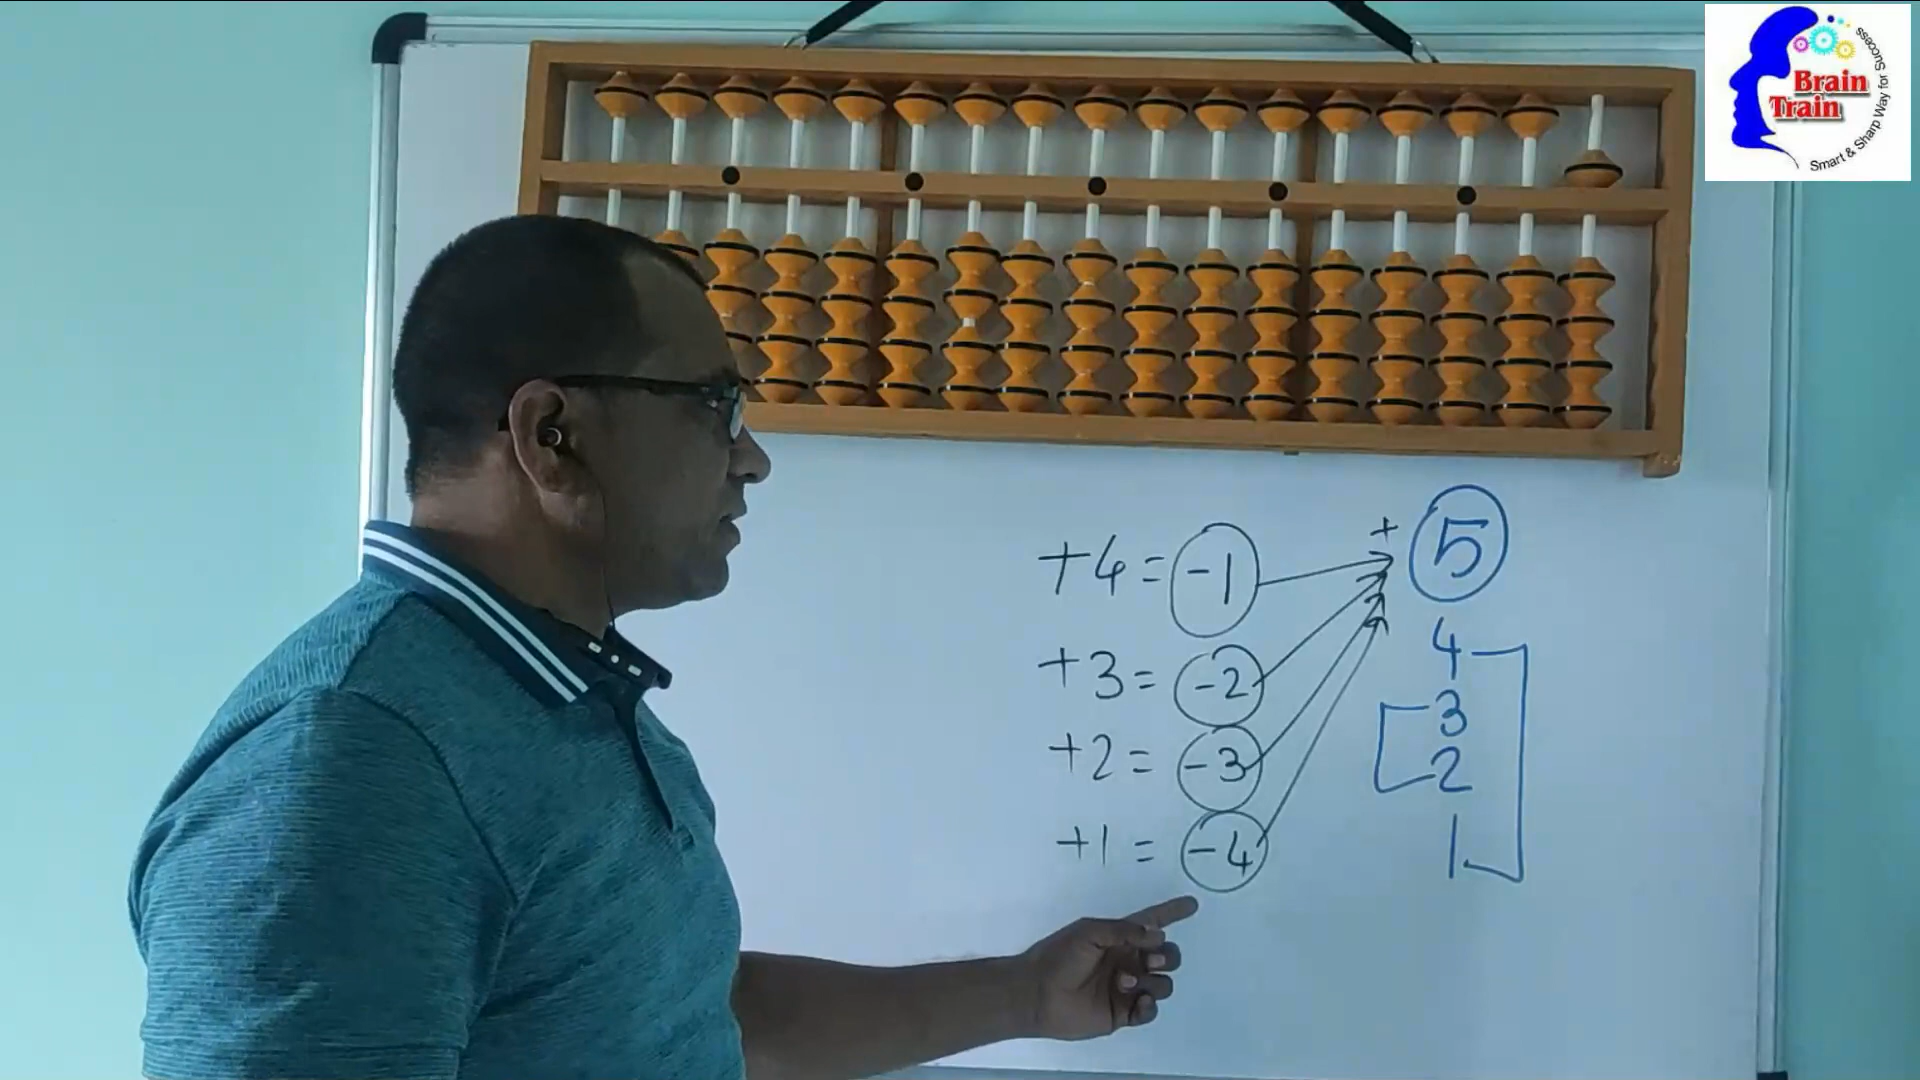 Brain
Train
Smart & Sharp Way for Success
+4 = -1
+ 5
+3 = -2
4
+2 = -3
3
2
+1 = -4
1